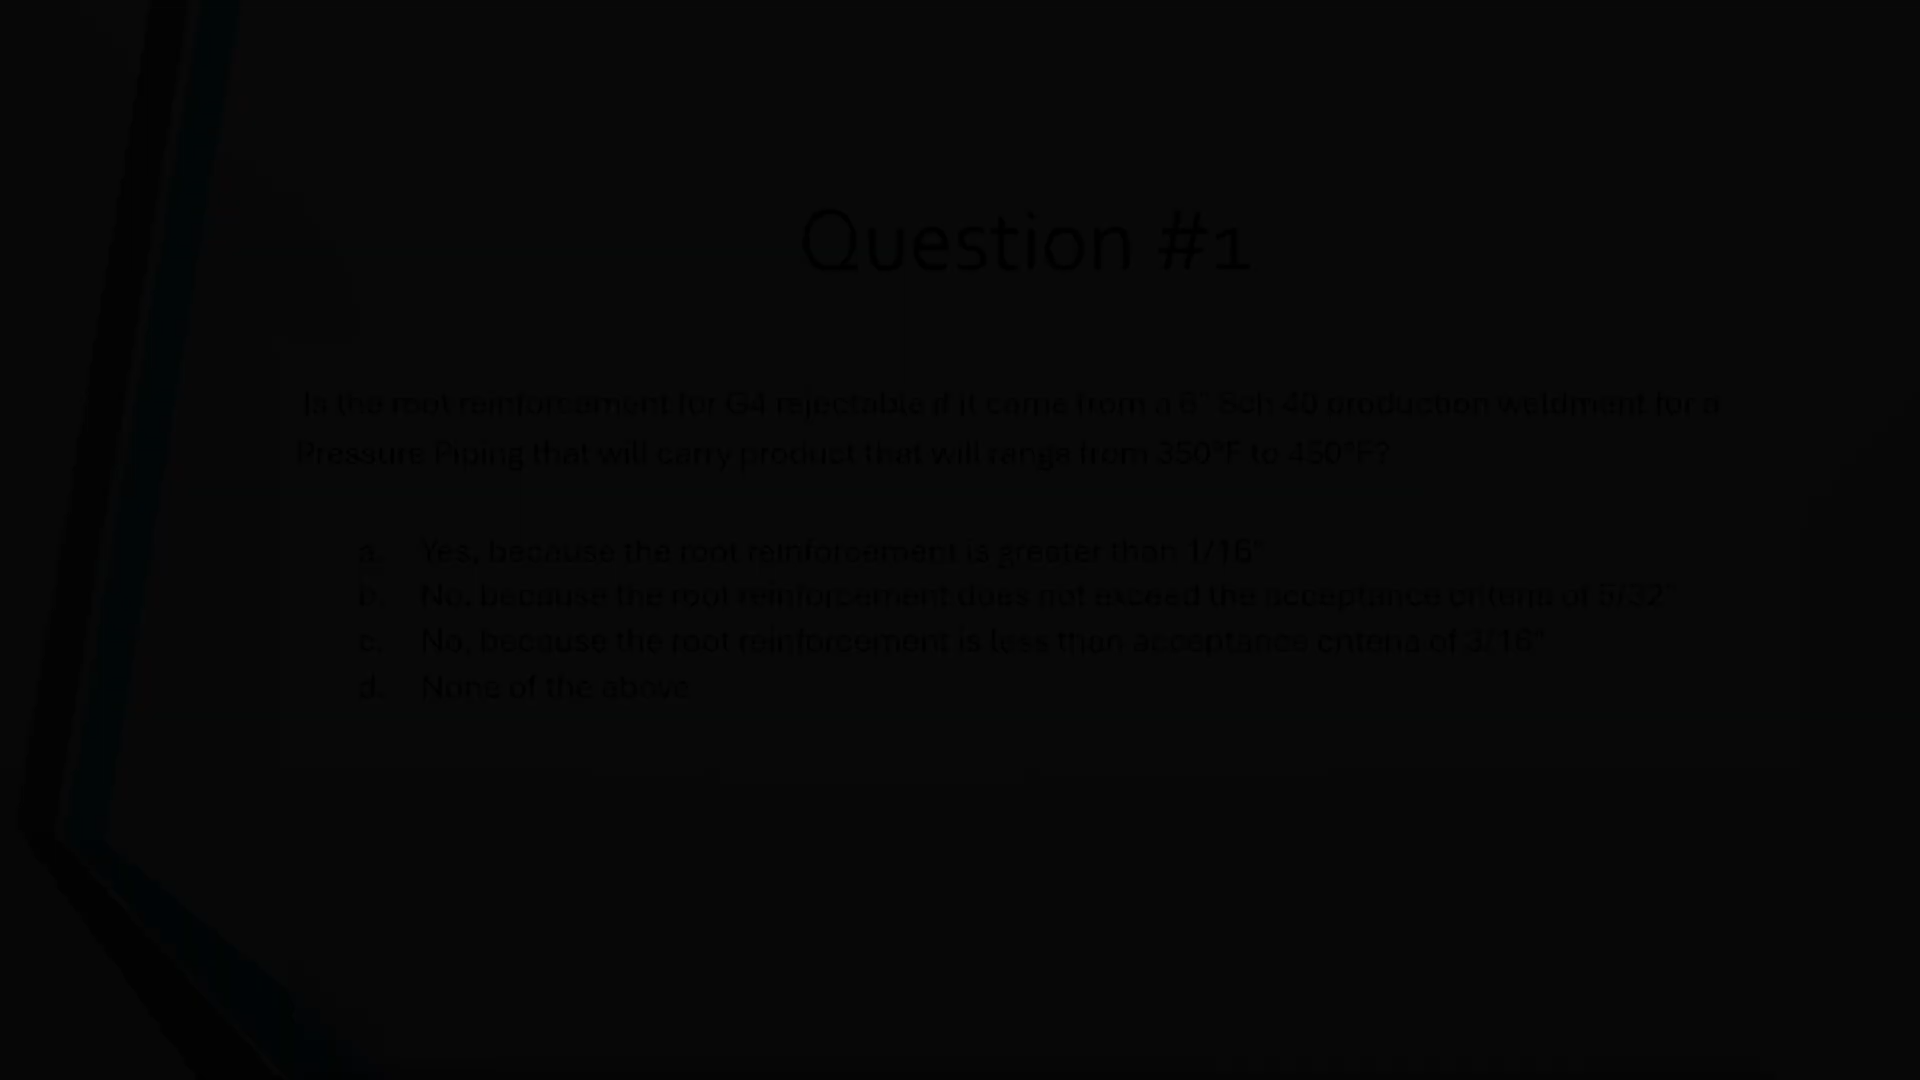 Question #1
Is the root reinforcement for G4 rejectable if it came from a 6" Sch 40 production weldment for a
Pressure Piping that will carry product that will range from 350°F to 450°F?
a. Yes, because the root reinforcement is greater than 1/16"
b. No, because the root reinforcement does not exceed the acceptance criteria of 5/32"
c. No, because the root reinforcement is less than acceptance criteria of 3/16"
d. None of the above